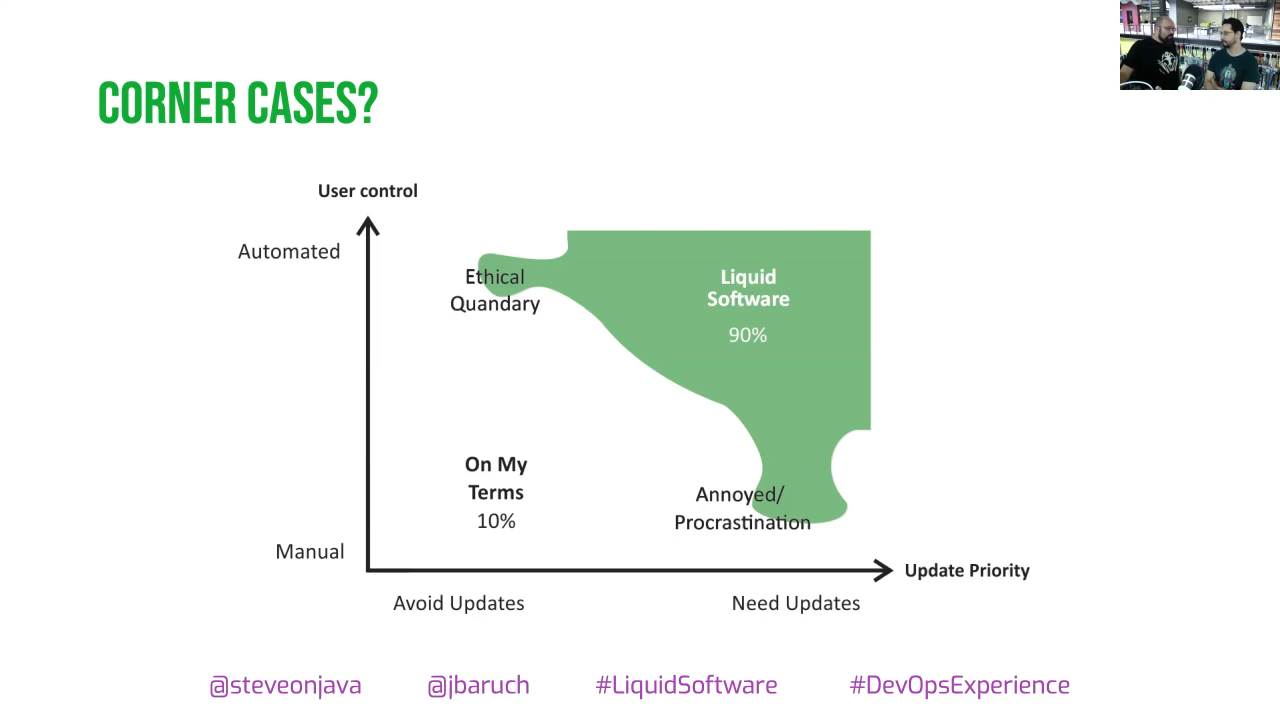 CORNER CASES?
User control
Automated
Ethical
Quandary
Liquid
Software
90%
On My
Terms
10%
Annoyed/
Procrastination
Manual
Update Priority
Avoid Updates
Need Updates
@steveonjava @jbaruch #LiquidSoftware #DevOpsExperience